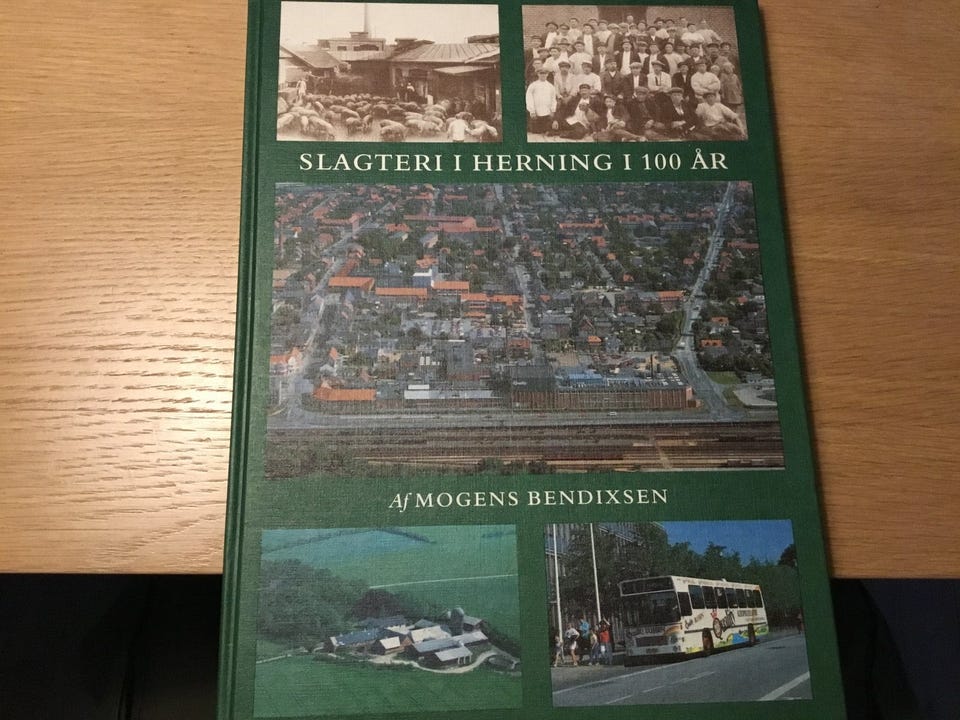 SLAGTERI I HERNING I 100 ÅR
Af MOGENS BENDIXSEN